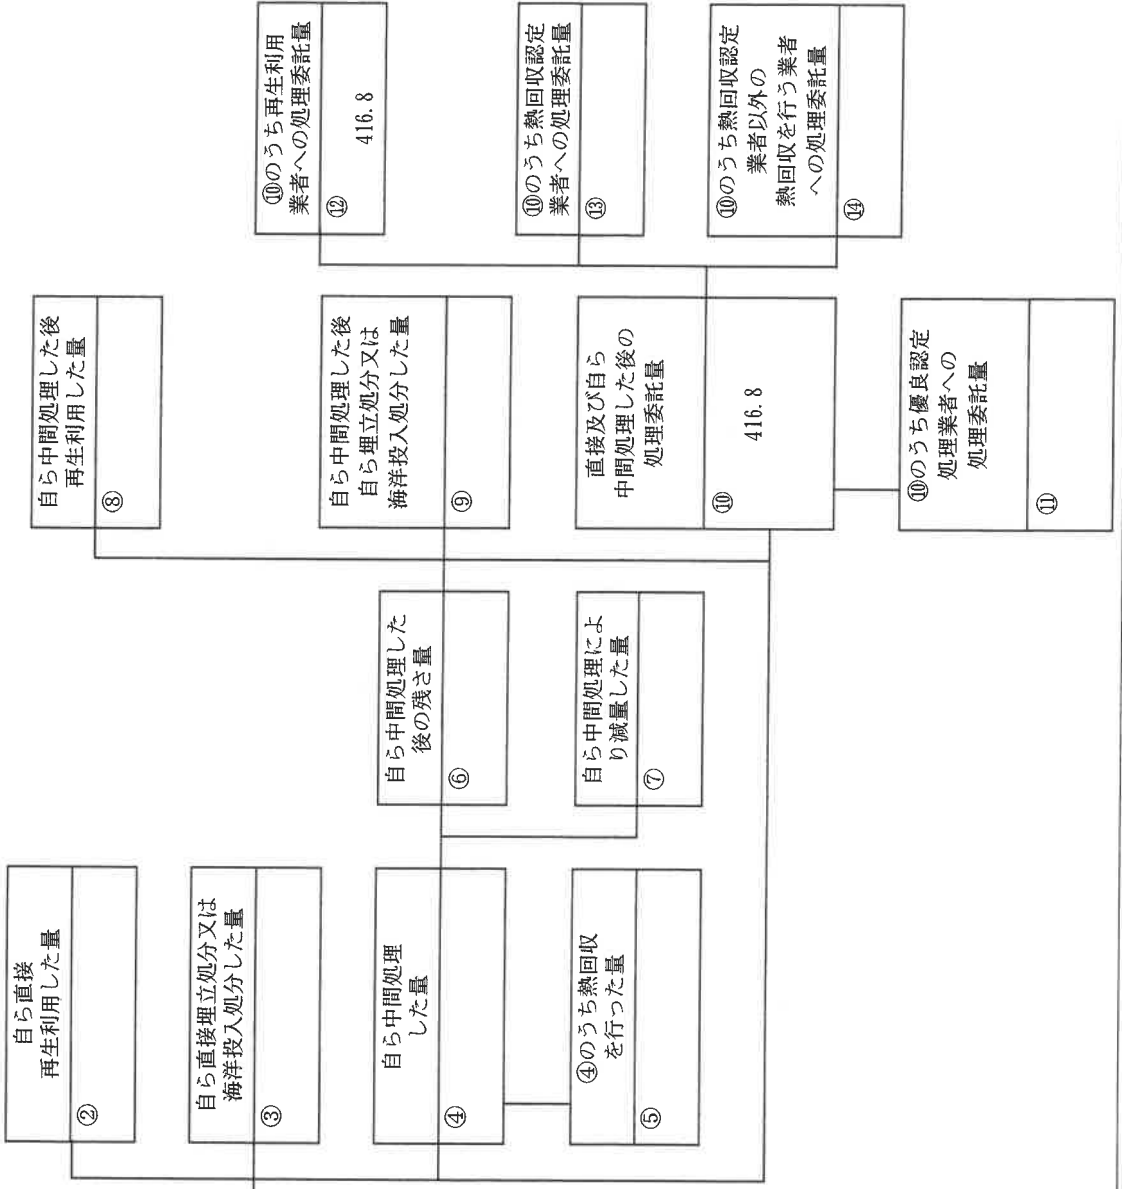 自ら直接
再生利用した量
②
自ら直接埋立処分又は
海洋投入処分した量
③
自ら中間処理
した量
④
④のうち熱回収
を行った量
⑤
自ら中間処理した
後の残さ量
⑥
自ら中間処理によ
り減量した量
⑦
自ら中間処理した後
再生利用した量
⑧
自ら中間処理した後
自ら埋立処分又は
海洋投入処分した量
⑨
直接及び自ら
中間処理した後の
処理委託量
⑩
416.8
⑩のうち優良認定
処理業者への
処理委託量
⑪
⑩のうち再生利用
業者への処理委託量
⑫
416.8
⑩のうち熱回収認定
業者への処理委託量
⑬
⑩のうち熱回収認定
業者以外の
熱回収を行う業者
への処理委託量
⑭